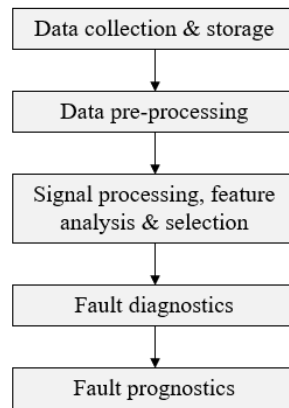 Data collection & storage
Data pre-processing
Signal processing, feature
analysis & selection
Fault diagnostics
Fault prognostics